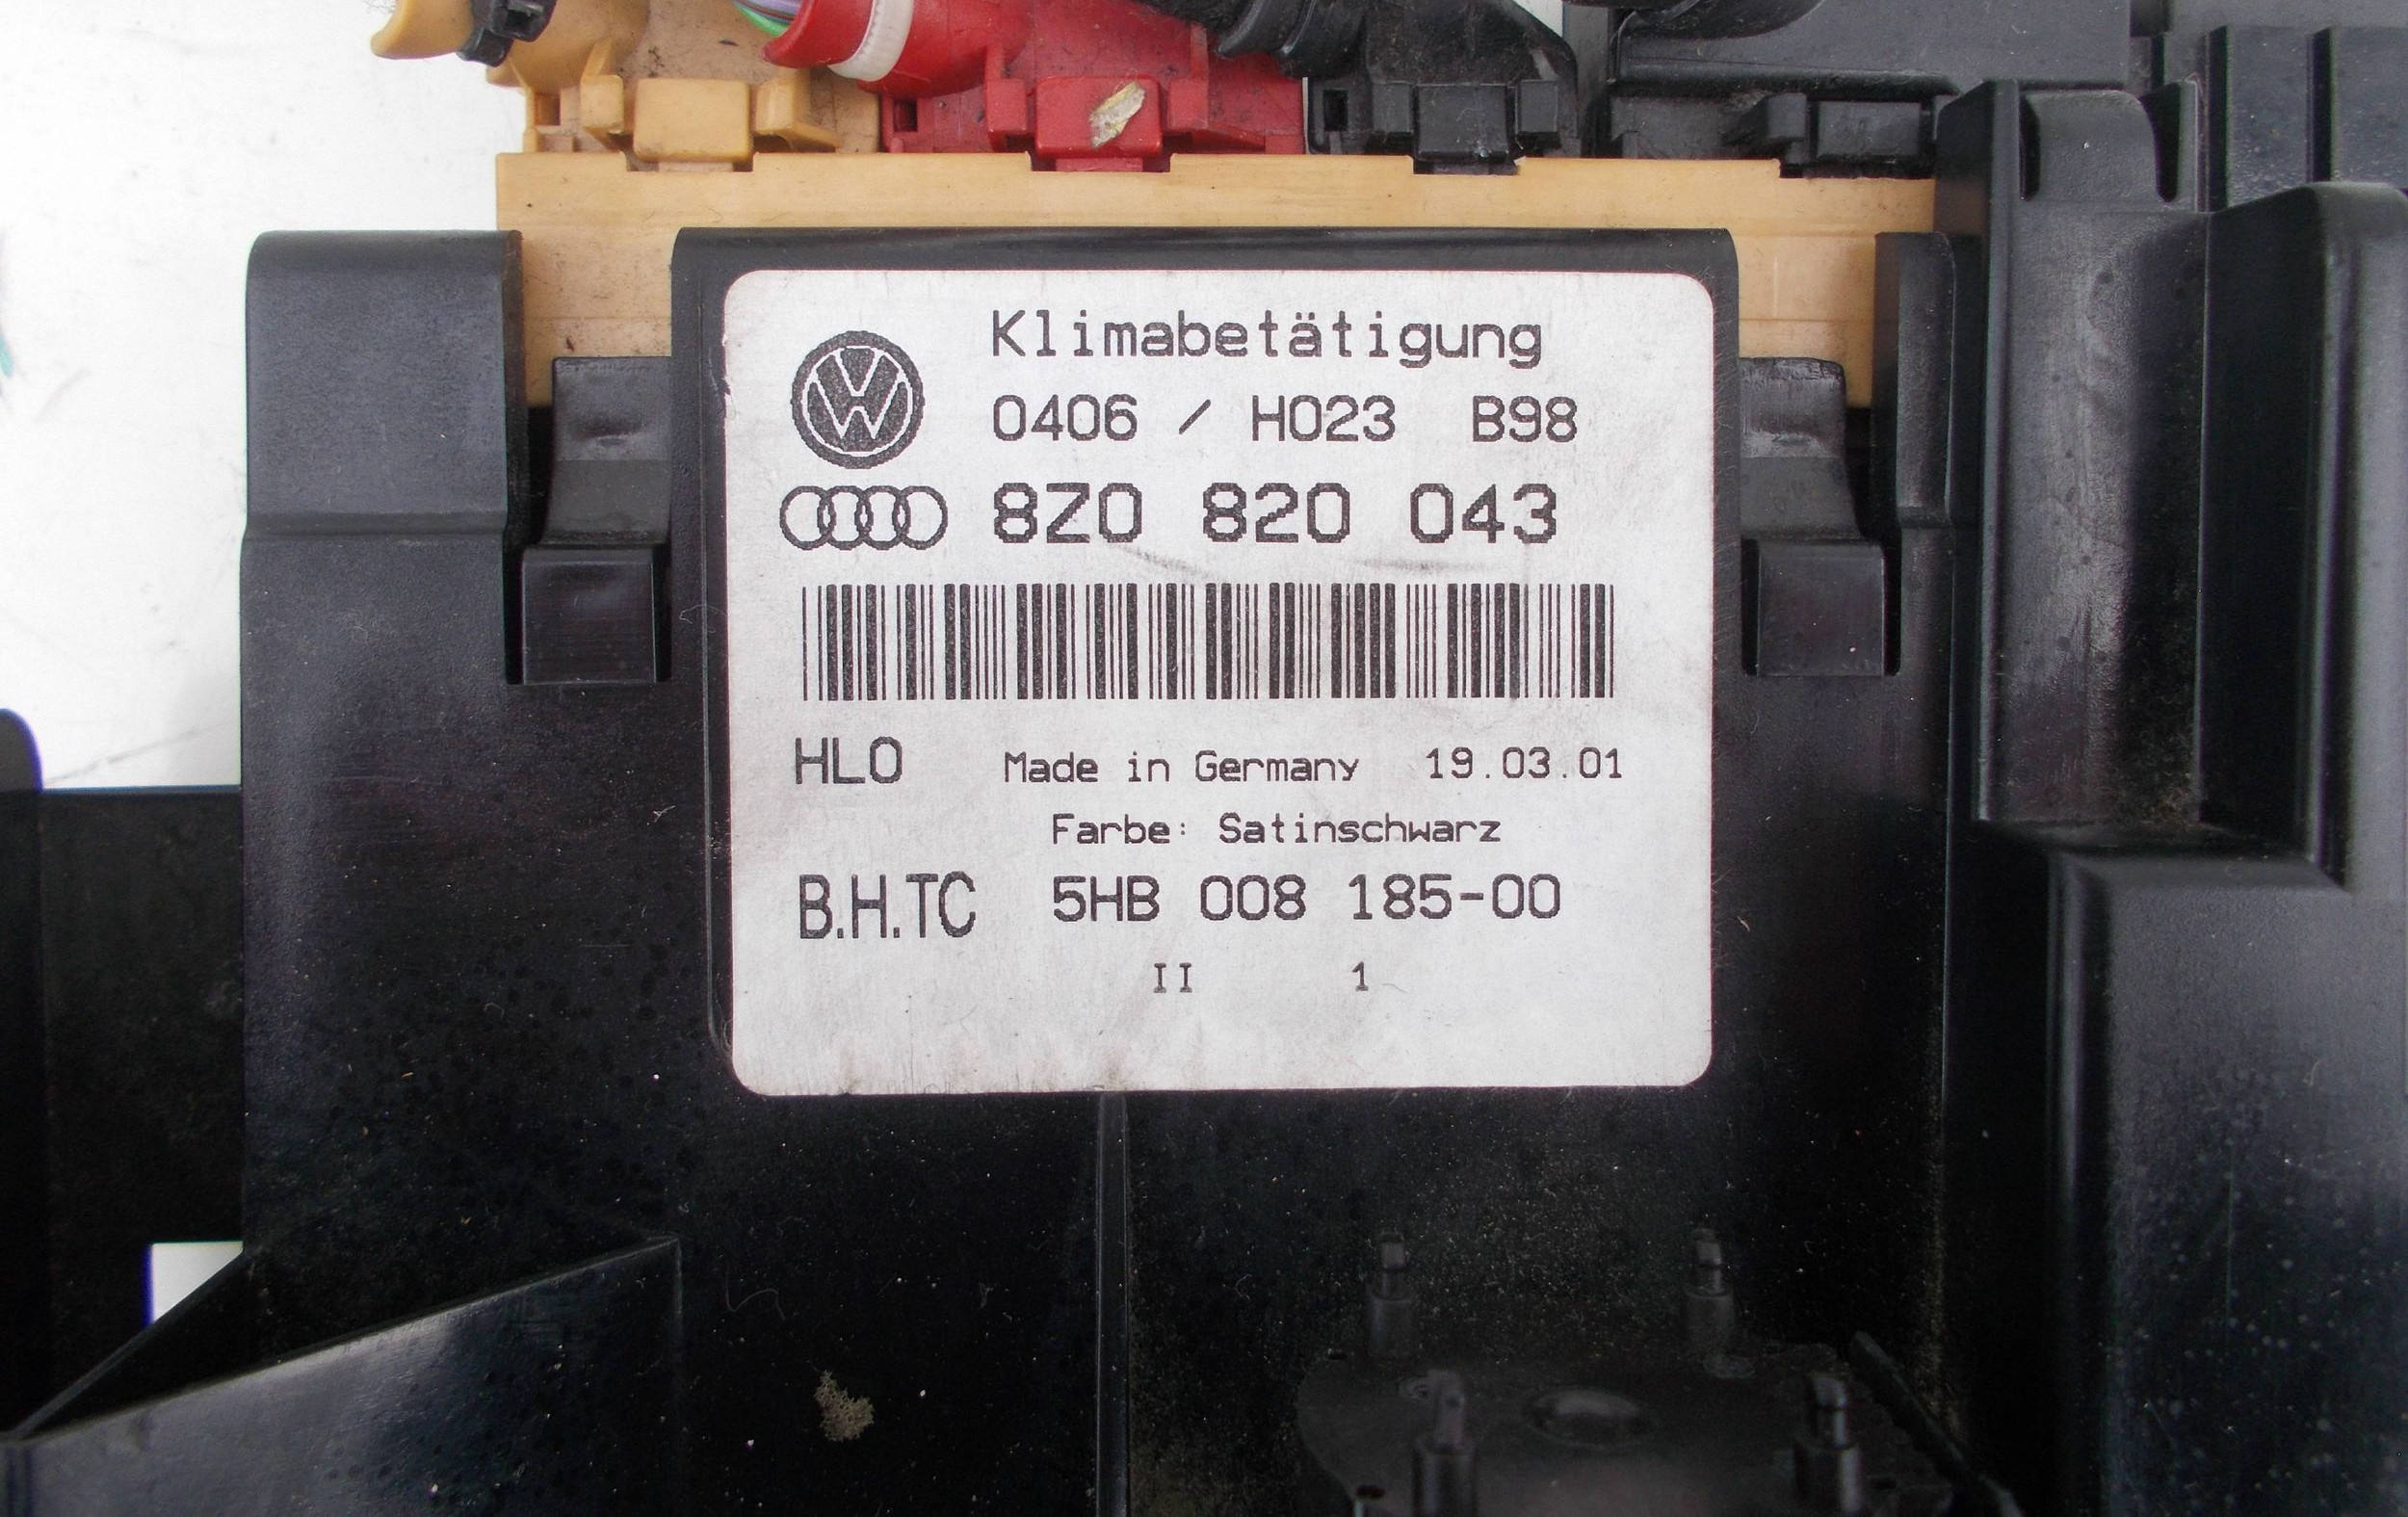 Klimabetätigung
0406 / H023 B98
8Z0 820 043
HLO Made in Germany 19.03.01
Farbe: Satinschwarz
B.H.TC 5HB 008 185-00
II 1